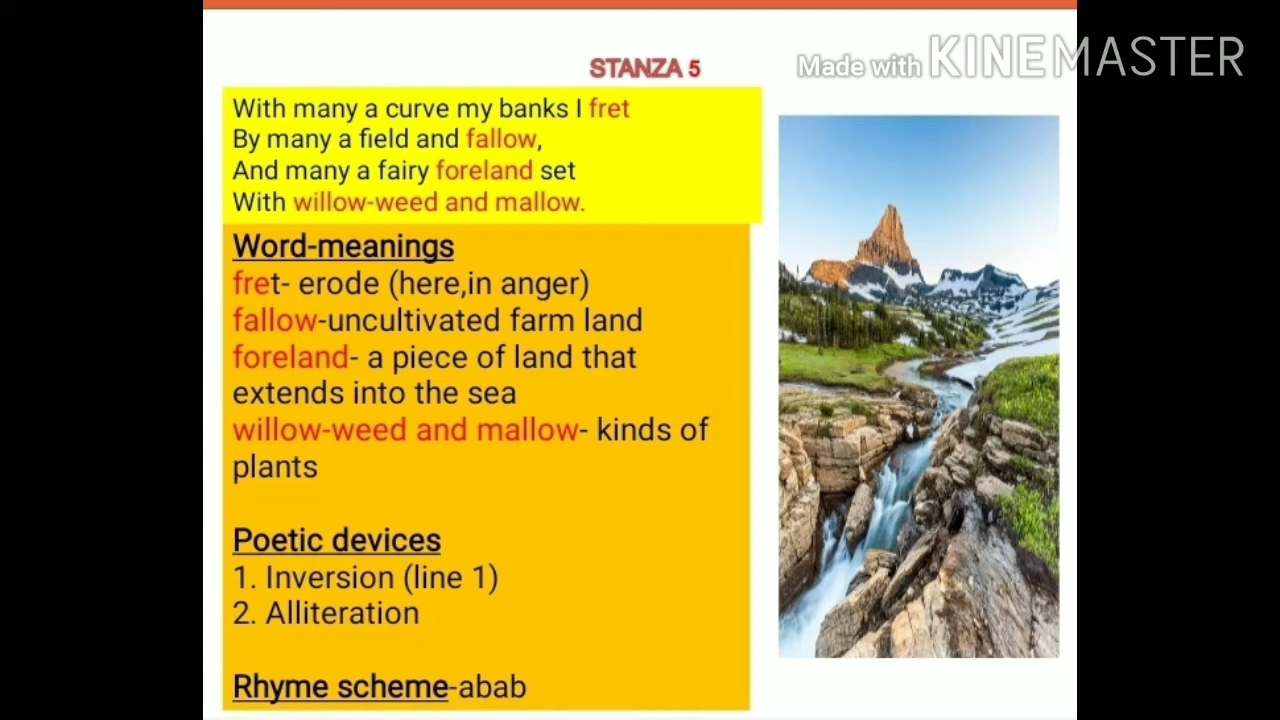 Made with KINEMASTER
STANZA 5
With many a curve my banks I fret
By many a field and fallow,
And many a fairy foreland set
With willow-weed and mallow.
Word-meanings
fret- erode (here,in anger)
fallow-uncultivated farm land
foreland- a piece of land that
extends into the sea
willow-weed and mallow- kinds of
plants
Poetic devices
1. Inversion (line 1)
2. Alliteration
Rhyme scheme-abab